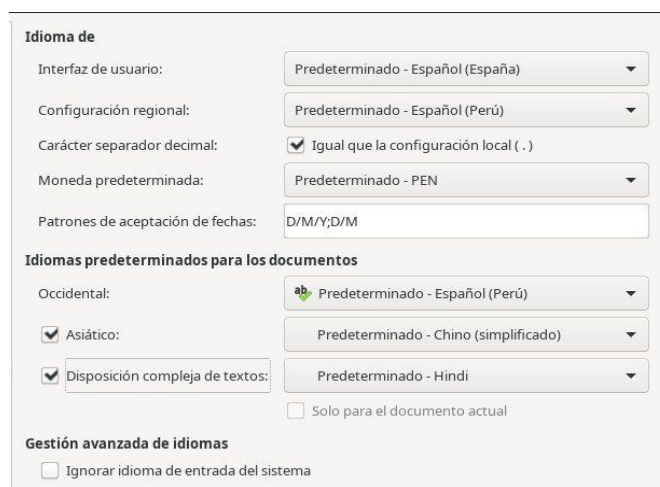 Idioma de
Interfaz de usuario: Predeterminado - Español (España)
Configuración regional: Predeterminado - Español (Perú)
Carácter separador decimal: Igual que la configuración local ( . )
Moneda predeterminada: Predeterminado - PEN
Patrones de aceptación de fechas: D/M/Y;D/M
Idiomas predeterminados para los documentos
Occidental: ab Predeterminado - Español (Perú)
Asiático: Predeterminado - Chino (simplificado)
Disposición compleja de textos: Predeterminado - Hindi
Solo para el documento actual
Gestión avanzada de idiomas
Ignorar idioma de entrada del sistema